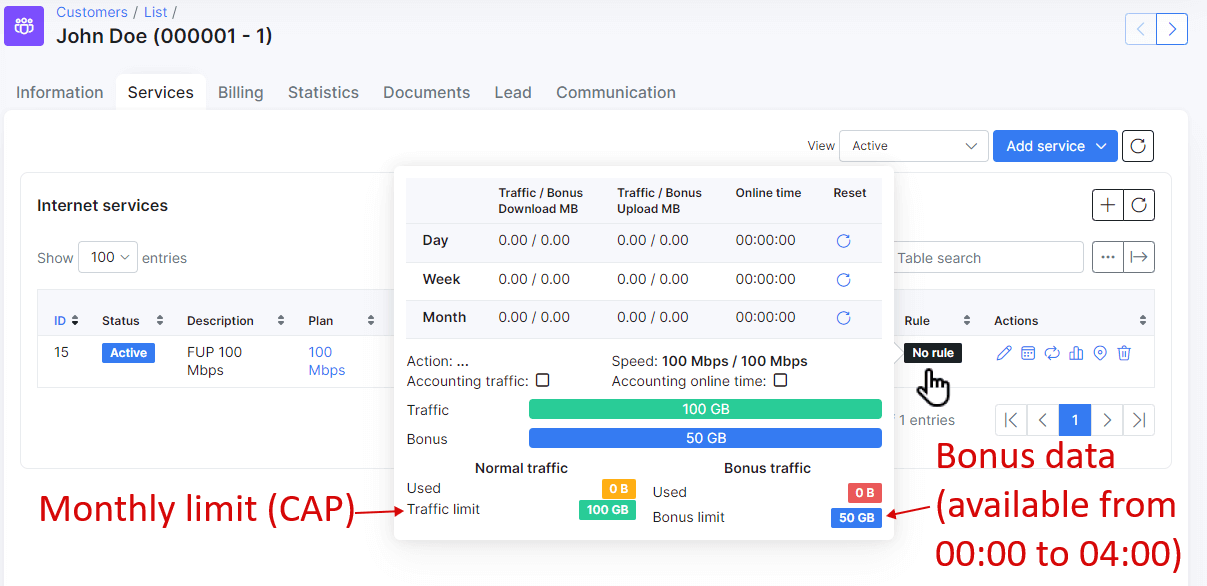 Customers / List /
John Doe (000001 - 1)
Information Services Billing Statistics Documents Lead Communication
View Active Add service
Internet services
Show 100 entries
Table search
ID Status Description Plan Rule Actions
15 Active FUP 100 Mbps 100 Mbps No rule
1 entries
1
Traffic / Bonus Download MB Traffic / Bonus Upload MB Online time Reset
Day 0.00 / 0.00 0.00 / 0.00 00:00:00
Week 0.00 / 0.00 0.00 / 0.00 00:00:00
Month 0.00 / 0.00 0.00 / 0.00 00:00:00
Action: ... Speed: 100 Mbps / 100 Mbps
Accounting traffic: Accounting online time:
Traffic 100 GB
Bonus 50 GB
Normal traffic Bonus traffic
Used 0 B Used 0 B
Traffic limit 100 GB Bonus limit 50 GB
Monthly limit (CAP)
Bonus data
(available from
00:00 to 04:00)